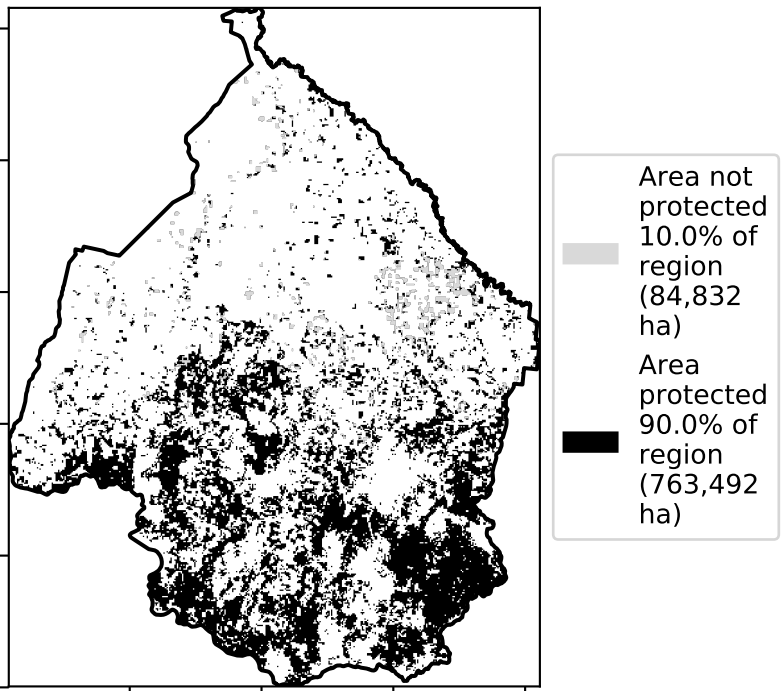 Area not
protected
10.0% of
region
(84,832
ha)
Area
protected
90.0% of
region
(763,492
ha)